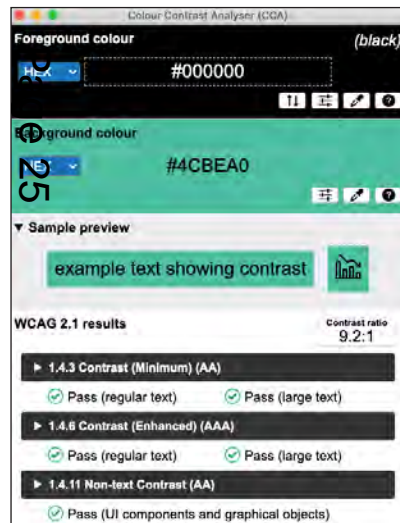 Colour Contrast Analyser (CCA)
Foreground colour (black)
HEX #000000
Background colour
HEX #4CBEA0
e 25
▼ Sample preview
example text showing contrast
WCAG 2.1 results Contrast ratio
9.2:1
▶ 1.4.3 Contrast (Minimum) (AA)
Pass (regular text) Pass (large text)
▶ 1.4.6 Contrast (Enhanced) (AAA)
Pass (regular text) Pass (large text)
▶ 1.4.11 Non-text Contrast (AA)
Pass (UI components and graphical objects)